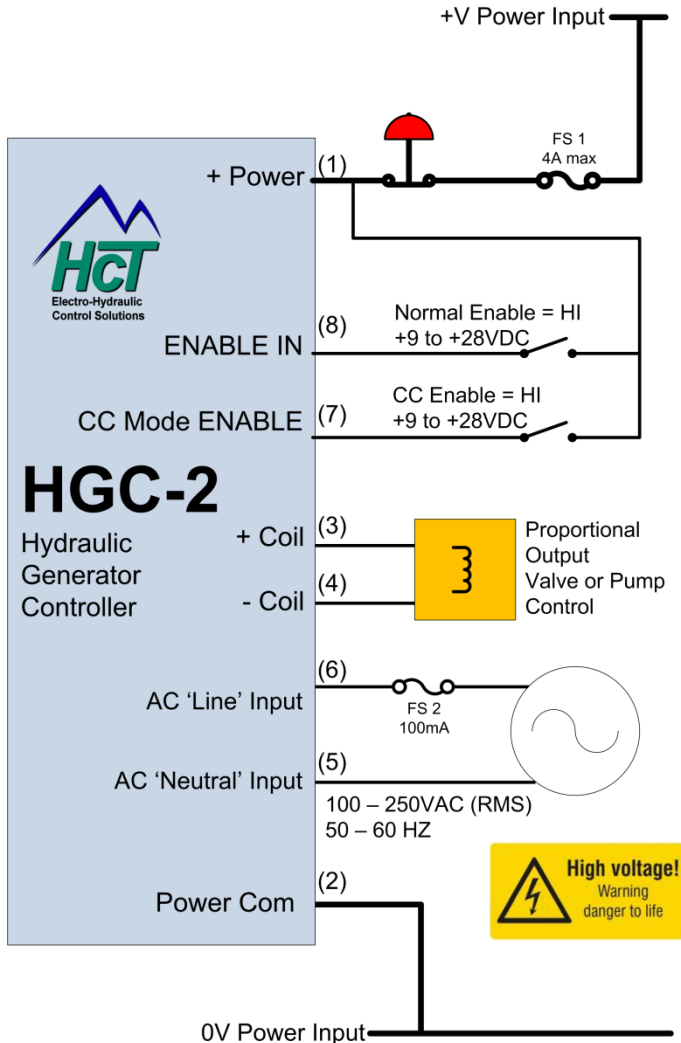 +V Power Input
FS 1
4A max
+ Power
(1)
HcT
Electro-Hydraulic
Control Solutions
Normal Enable = HI
+9 to +28VDC
(8)
ENABLE IN
CC Enable = HI
+9 to +28VDC
(7)
CC Mode ENABLE
HGC-2
Hydraulic
Generator
Controller
+ Coil
(3)
- Coil
(4)
Proportional
Output
Valve or Pump
Control
(6)
AC ‘Line’ Input
FS 2
100mA
(5)
AC ‘Neutral’ Input
100 – 250VAC (RMS)
50 – 60 HZ
High voltage!
Warning
danger to life
(2)
Power Com
0V Power Input